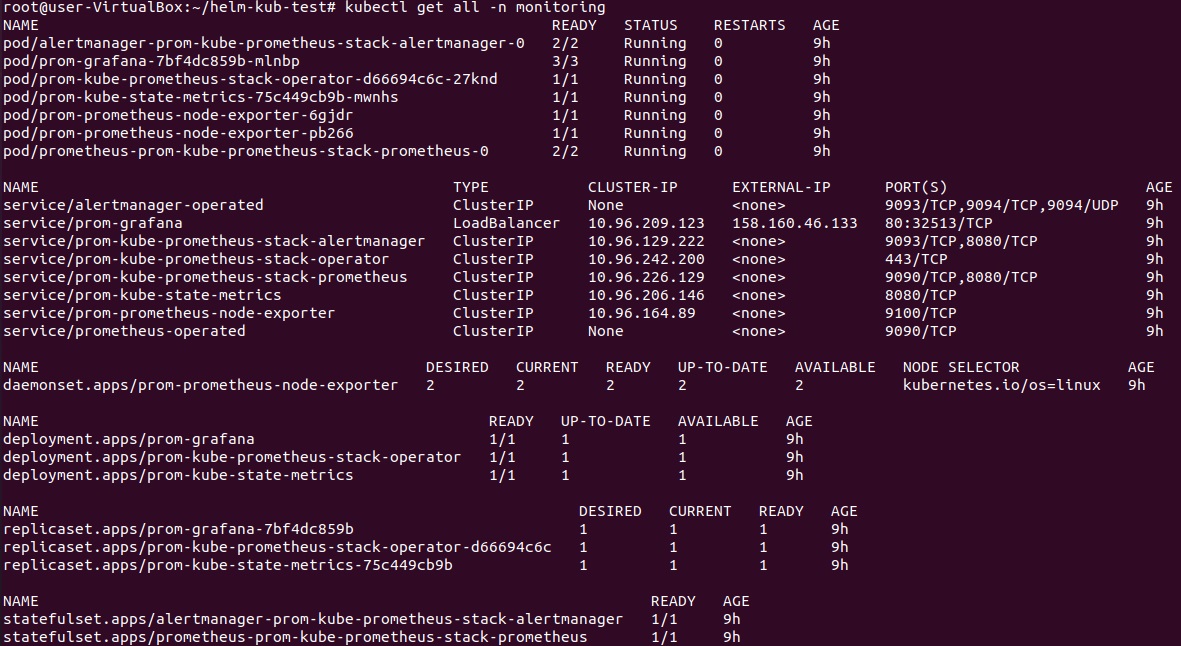 root@user-VirtualBox:~/helm-kub-test# kubectl get all -n monitoring
NAME READY STATUS RESTARTS AGE
pod/alertmanager-prom-kube-prometheus-stack-alertmanager-0 2/2 Running 0 9h
pod/prom-grafana-7bf4dc859b-mlnbp 3/3 Running 0 9h
pod/prom-kube-prometheus-stack-operator-d66694c6c-27knd 1/1 Running 0 9h
pod/prom-kube-state-metrics-75c449cb9b-mwnhs 1/1 Running 0 9h
pod/prom-prometheus-node-exporter-6gjdr 1/1 Running 0 9h
pod/prom-prometheus-node-exporter-pb266 1/1 Running 0 9h
pod/prometheus-prom-kube-prometheus-stack-prometheus-0 2/2 Running 0 9h
NAME TYPE CLUSTER-IP EXTERNAL-IP PORT(S) AGE
service/alertmanager-operated ClusterIP None <none> 9093/TCP,9094/TCP,9094/UDP 9h
service/prom-grafana LoadBalancer 10.96.209.123 158.160.46.133 80:32513/TCP 9h
service/prom-kube-prometheus-stack-alertmanager ClusterIP 10.96.129.222 <none> 9093/TCP,8080/TCP 9h
service/prom-kube-prometheus-stack-operator ClusterIP 10.96.242.200 <none> 443/TCP 9h
service/prom-kube-prometheus-stack-prometheus ClusterIP 10.96.226.129 <none> 9090/TCP,8080/TCP 9h
service/prom-kube-state-metrics ClusterIP 10.96.206.146 <none> 8080/TCP 9h
service/prom-prometheus-node-exporter ClusterIP 10.96.164.89 <none> 9100/TCP 9h
service/prometheus-operated ClusterIP None <none> 9090/TCP 9h
NAME DESIRED CURRENT READY UP-TO-DATE AVAILABLE NODE SELECTOR AGE
daemonset.apps/prom-prometheus-node-exporter 2 2 2 2 2 kubernetes.io/os=linux 9h
NAME READY UP-TO-DATE AVAILABLE AGE
deployment.apps/prom-grafana 1/1 1 1 9h
deployment.apps/prom-kube-prometheus-stack-operator 1/1 1 1 9h
deployment.apps/prom-kube-state-metrics 1/1 1 1 9h
NAME DESIRED CURRENT READY AGE
replicaset.apps/prom-grafana-7bf4dc859b 1 1 1 9h
replicaset.apps/prom-kube-prometheus-stack-operator-d66694c6c 1 1 1 9h
replicaset.apps/prom-kube-state-metrics-75c449cb9b 1 1 1 9h
NAME READY AGE
statefulset.apps/alertmanager-prom-kube-prometheus-stack-alertmanager 1/1 9h
statefulset.apps/prometheus-prom-kube-prometheus-stack-prometheus 1/1 9h